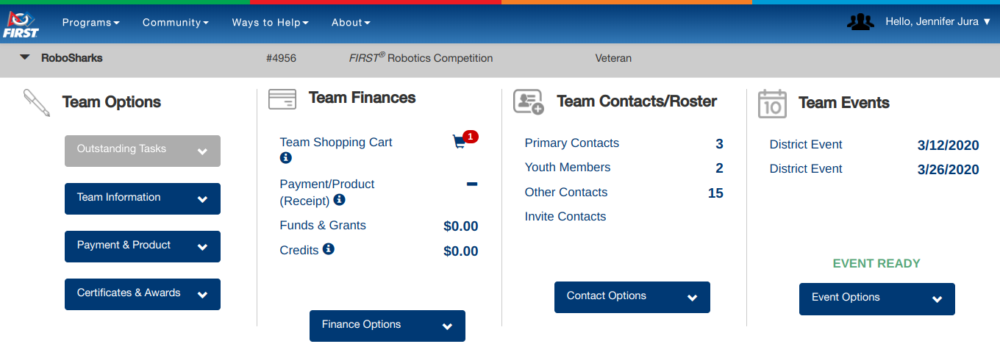 FIRST
Programs
Community
Ways to Help
About
Hello, Jennifer Jura ▼
RoboSharks
#4956
FIRST® Robotics Competition
Veteran
Team Options
Outstanding Tasks
Team Information
Payment & Product
Certificates & Awards
Team Finances
Team Shopping Cart
1
Payment/Product
(Receipt)
Funds & Grants $0.00
Credits $0.00
Finance Options
Team Contacts/Roster
Primary Contacts 3
Youth Members 2
Other Contacts 15
Invite Contacts
Contact Options
10
Team Events
District Event 3/12/2020
District Event 3/26/2020
EVENT READY
Event Options